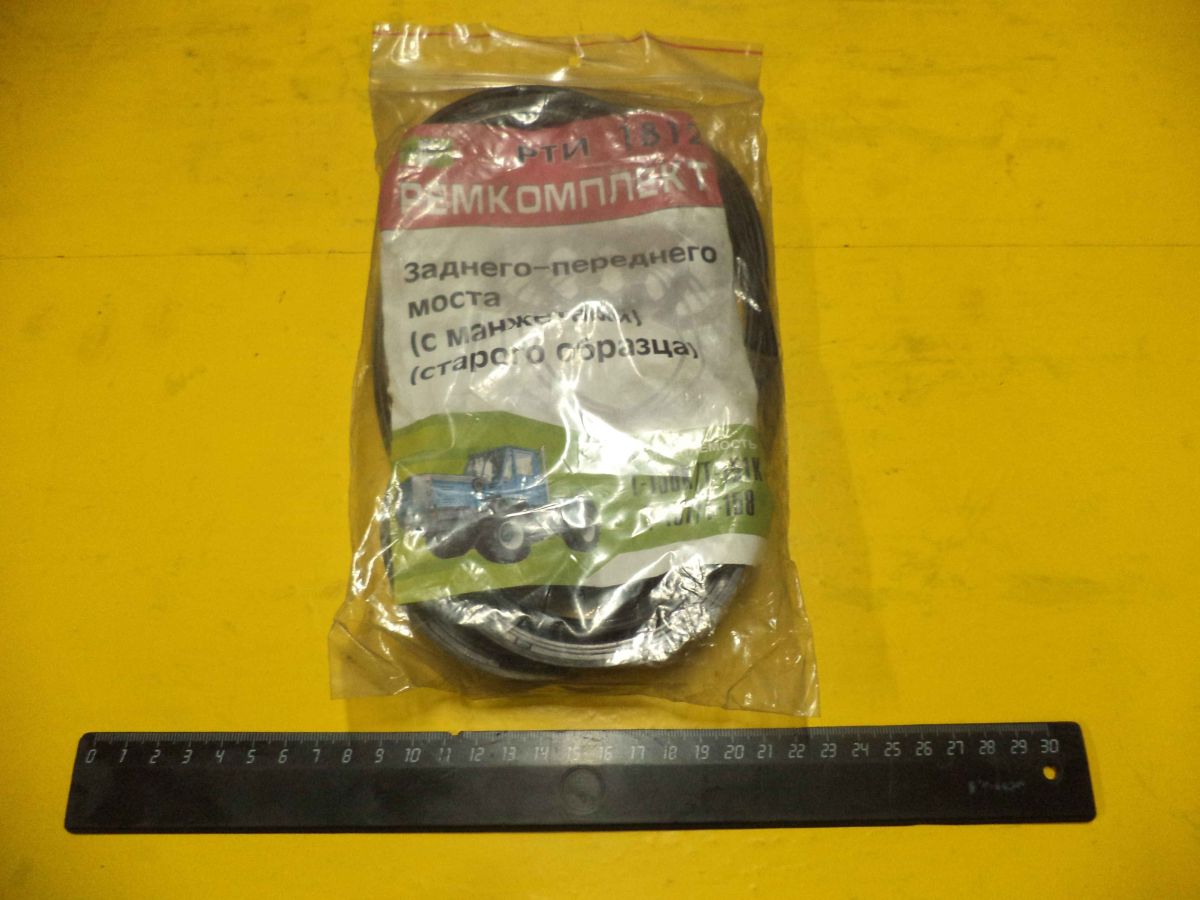 РТИ 1812
РЕМКОМПЛЕКТ
Заднего-переднего
моста
(с манжетами)
(старого образца)
0 1 2 3 4 5 6 7 8 9 10 11 12 13 14 15 16 17 18 19 20 21 22 23 24 25 26 27 28 29 30